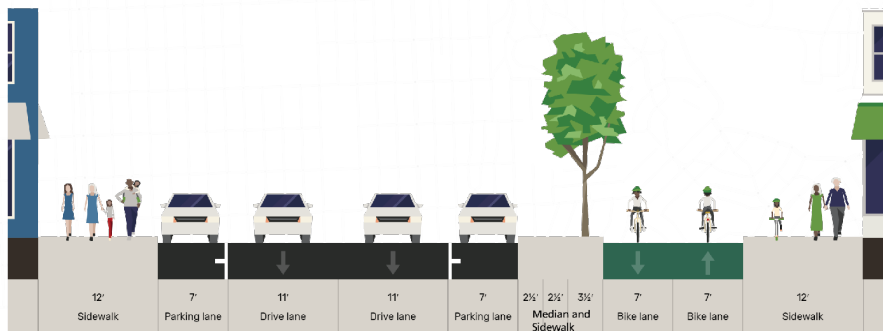 12' 7' 11' 11' 7' 2½' 2½' 3½' 7' 7' 12'
Sidewalk Parking lane Drive lane Drive lane Parking lane Median and Sidewalk Bike lane Bike lane Sidewalk